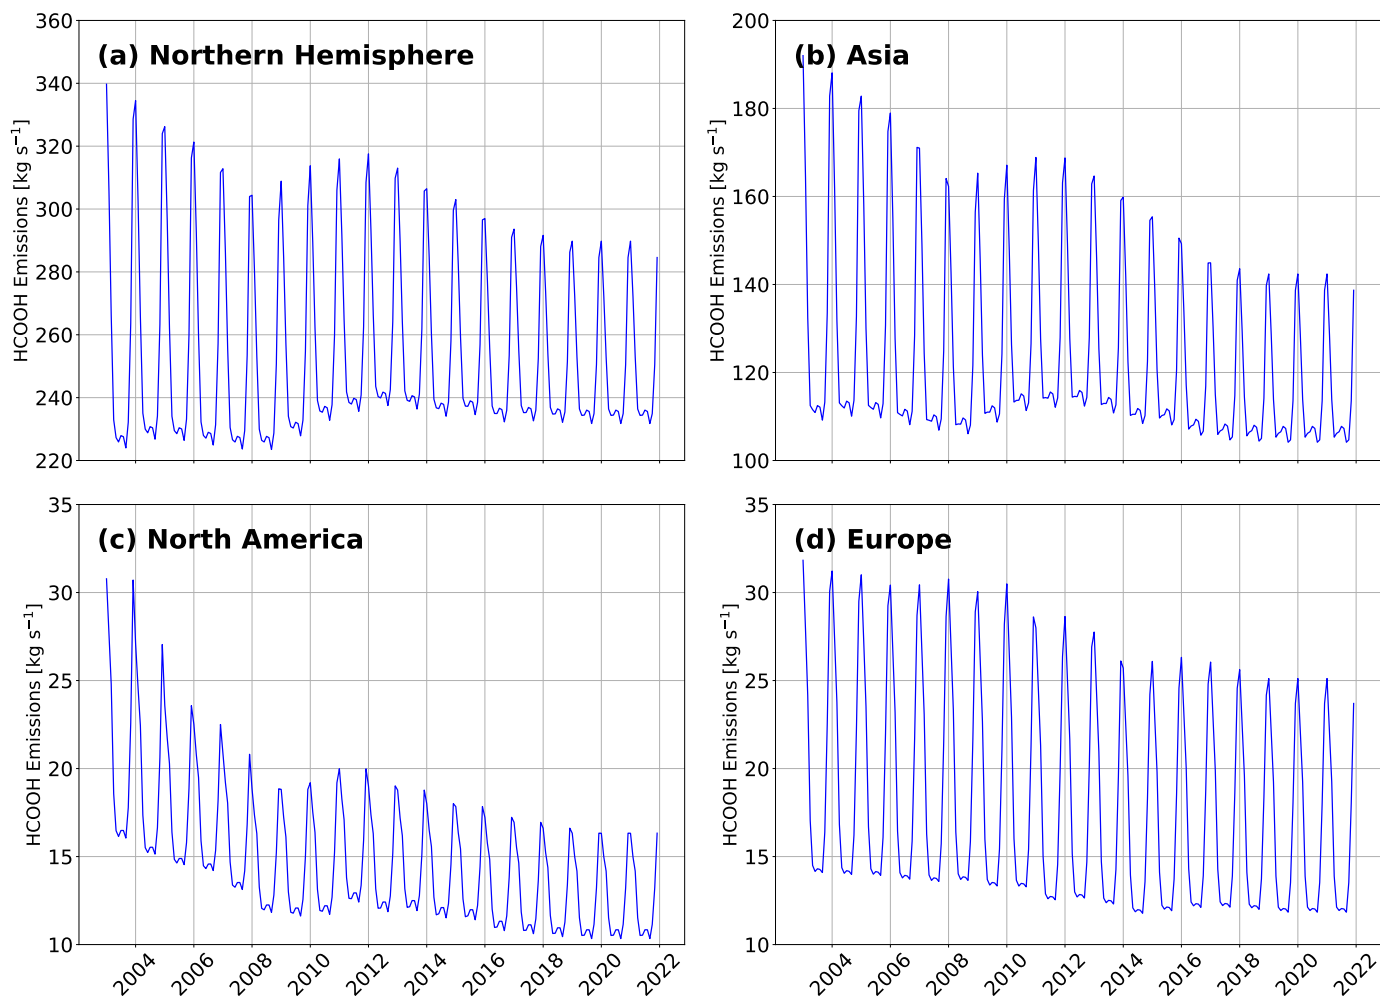 (a) Northern Hemisphere
HCOOH Emissions [kg s⁻¹]
360
340
320
300
280
260
240
220
(b) Asia
HCOOH Emissions [kg s⁻¹]
200
180
160
140
120
100
(c) North America
HCOOH Emissions [kg s⁻¹]
35
30
25
20
15
10
2004 2006 2008 2010 2012 2014 2016 2018 2020 2022
(d) Europe
HCOOH Emissions [kg s⁻¹]
35
30
25
20
15
10
2004 2006 2008 2010 2012 2014 2016 2018 2020 2022